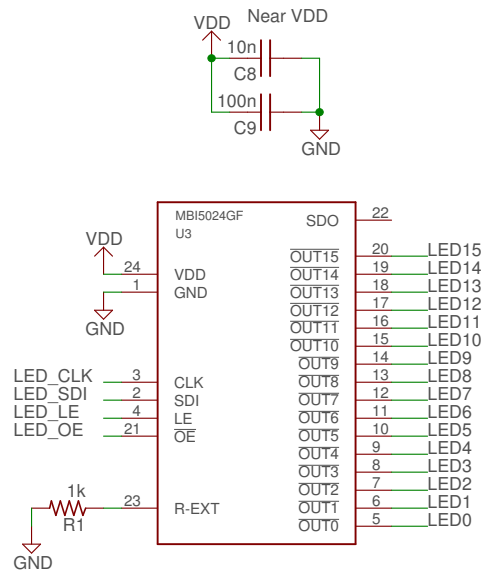 Near VDD
VDD
10n
C8
100n
C9
GND
MBI5024GF
U3
SDO 22
VDD
24 VDD
1 GND
GND
LED_CLK 3 CLK
LED_SDI 2 SDI
LED_LE 4 LE
LED_OE 21 OE
1k
R1
23 R-EXT
GND
OUT15 20 LED15
OUT14 19 LED14
OUT13 18 LED13
OUT12 17 LED12
OUT11 16 LED11
OUT10 15 LED10
OUT9 14 LED9
OUT8 13 LED8
OUT7 12 LED7
OUT6 11 LED6
OUT5 10 LED5
OUT4 9 LED4
OUT3 8 LED3
OUT2 7 LED2
OUT1 6 LED1
OUT0 5 LED0